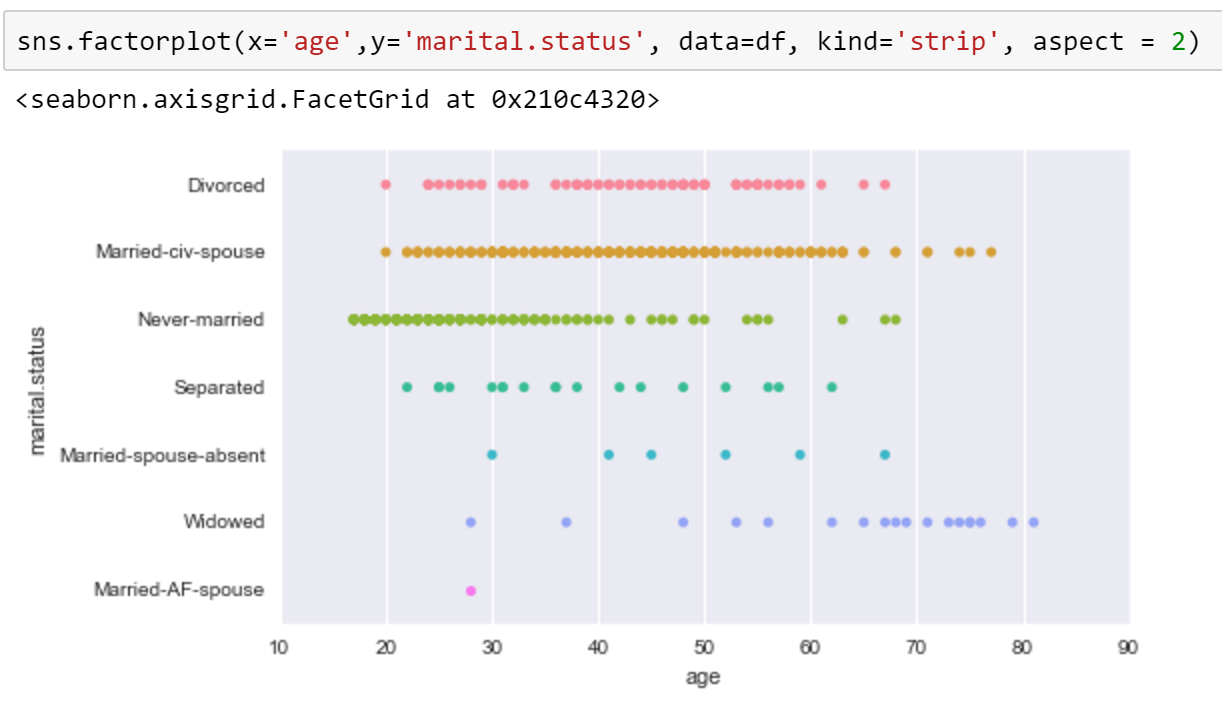 sns.factorplot(x='age',y='marital.status', data=df, kind='strip', aspect = 2)
<seaborn.axisgrid.FacetGrid at 0x210c4320>
Divorced
Married-civ-spouse
Never-married
Separated
Married-spouse-absent
Widowed
Married-AF-spouse
marital.status
10 20 30 40 50 60 70 80 90
age